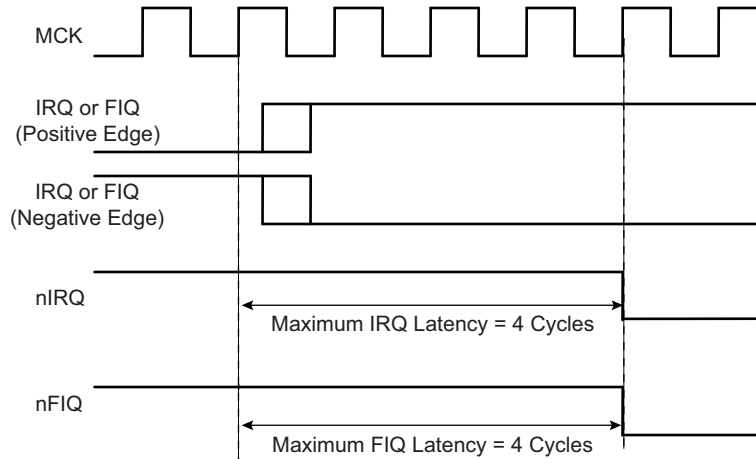 MCK
IRQ or FIQ
(Positive Edge)
IRQ or FIQ
(Negative Edge)
nIRQ
Maximum IRQ Latency = 4 Cycles
nFIQ
Maximum FIQ Latency = 4 Cycles